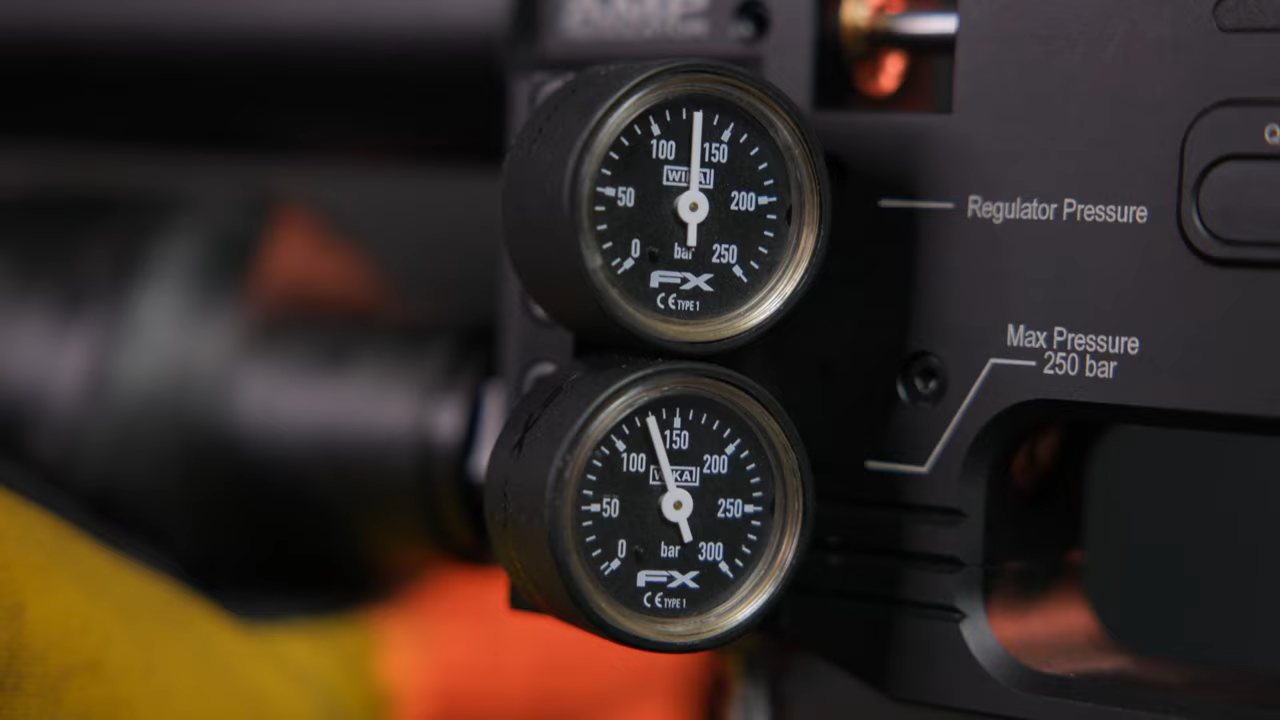 AMP
100 150
WIKA
50 200
0 bar 250
FX
CE TYPE 1
Regulator Pressure
Max Pressure
250 bar
150
100 200
WIKA
50 250
0 bar 300
FX
CE TYPE 1